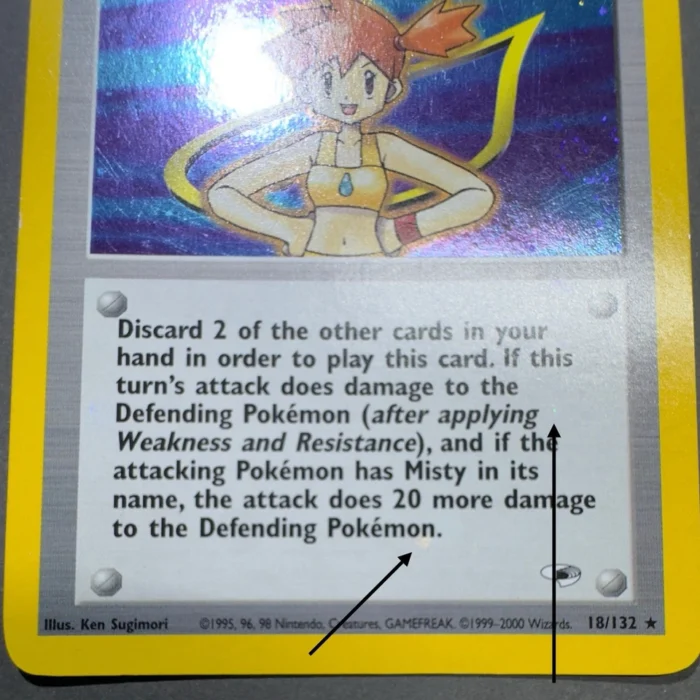 Discard 2 of the other cards in your
hand in order to play this card. If this
turn's attack does damage to the
Defending Pokémon (after applying
Weakness and Resistance), and if the
attacking Pokémon has Misty in its
name, the attack does 20 more damage
to the Defending Pokémon.
Illus. Ken Sugimori ©1995, 96, 98 Nintendo, Creatures, GAMEFREAK. ©1999-2000 Wizards. 18/132 ★